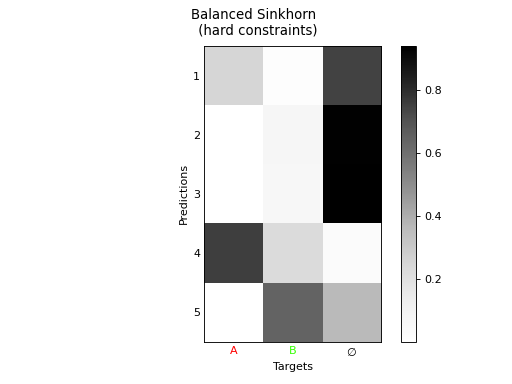 Balanced Sinkhorn
(hard constraints)
1
2
3
4
5
Predictions
A B ∅
Targets
0.8
0.6
0.4
0.2